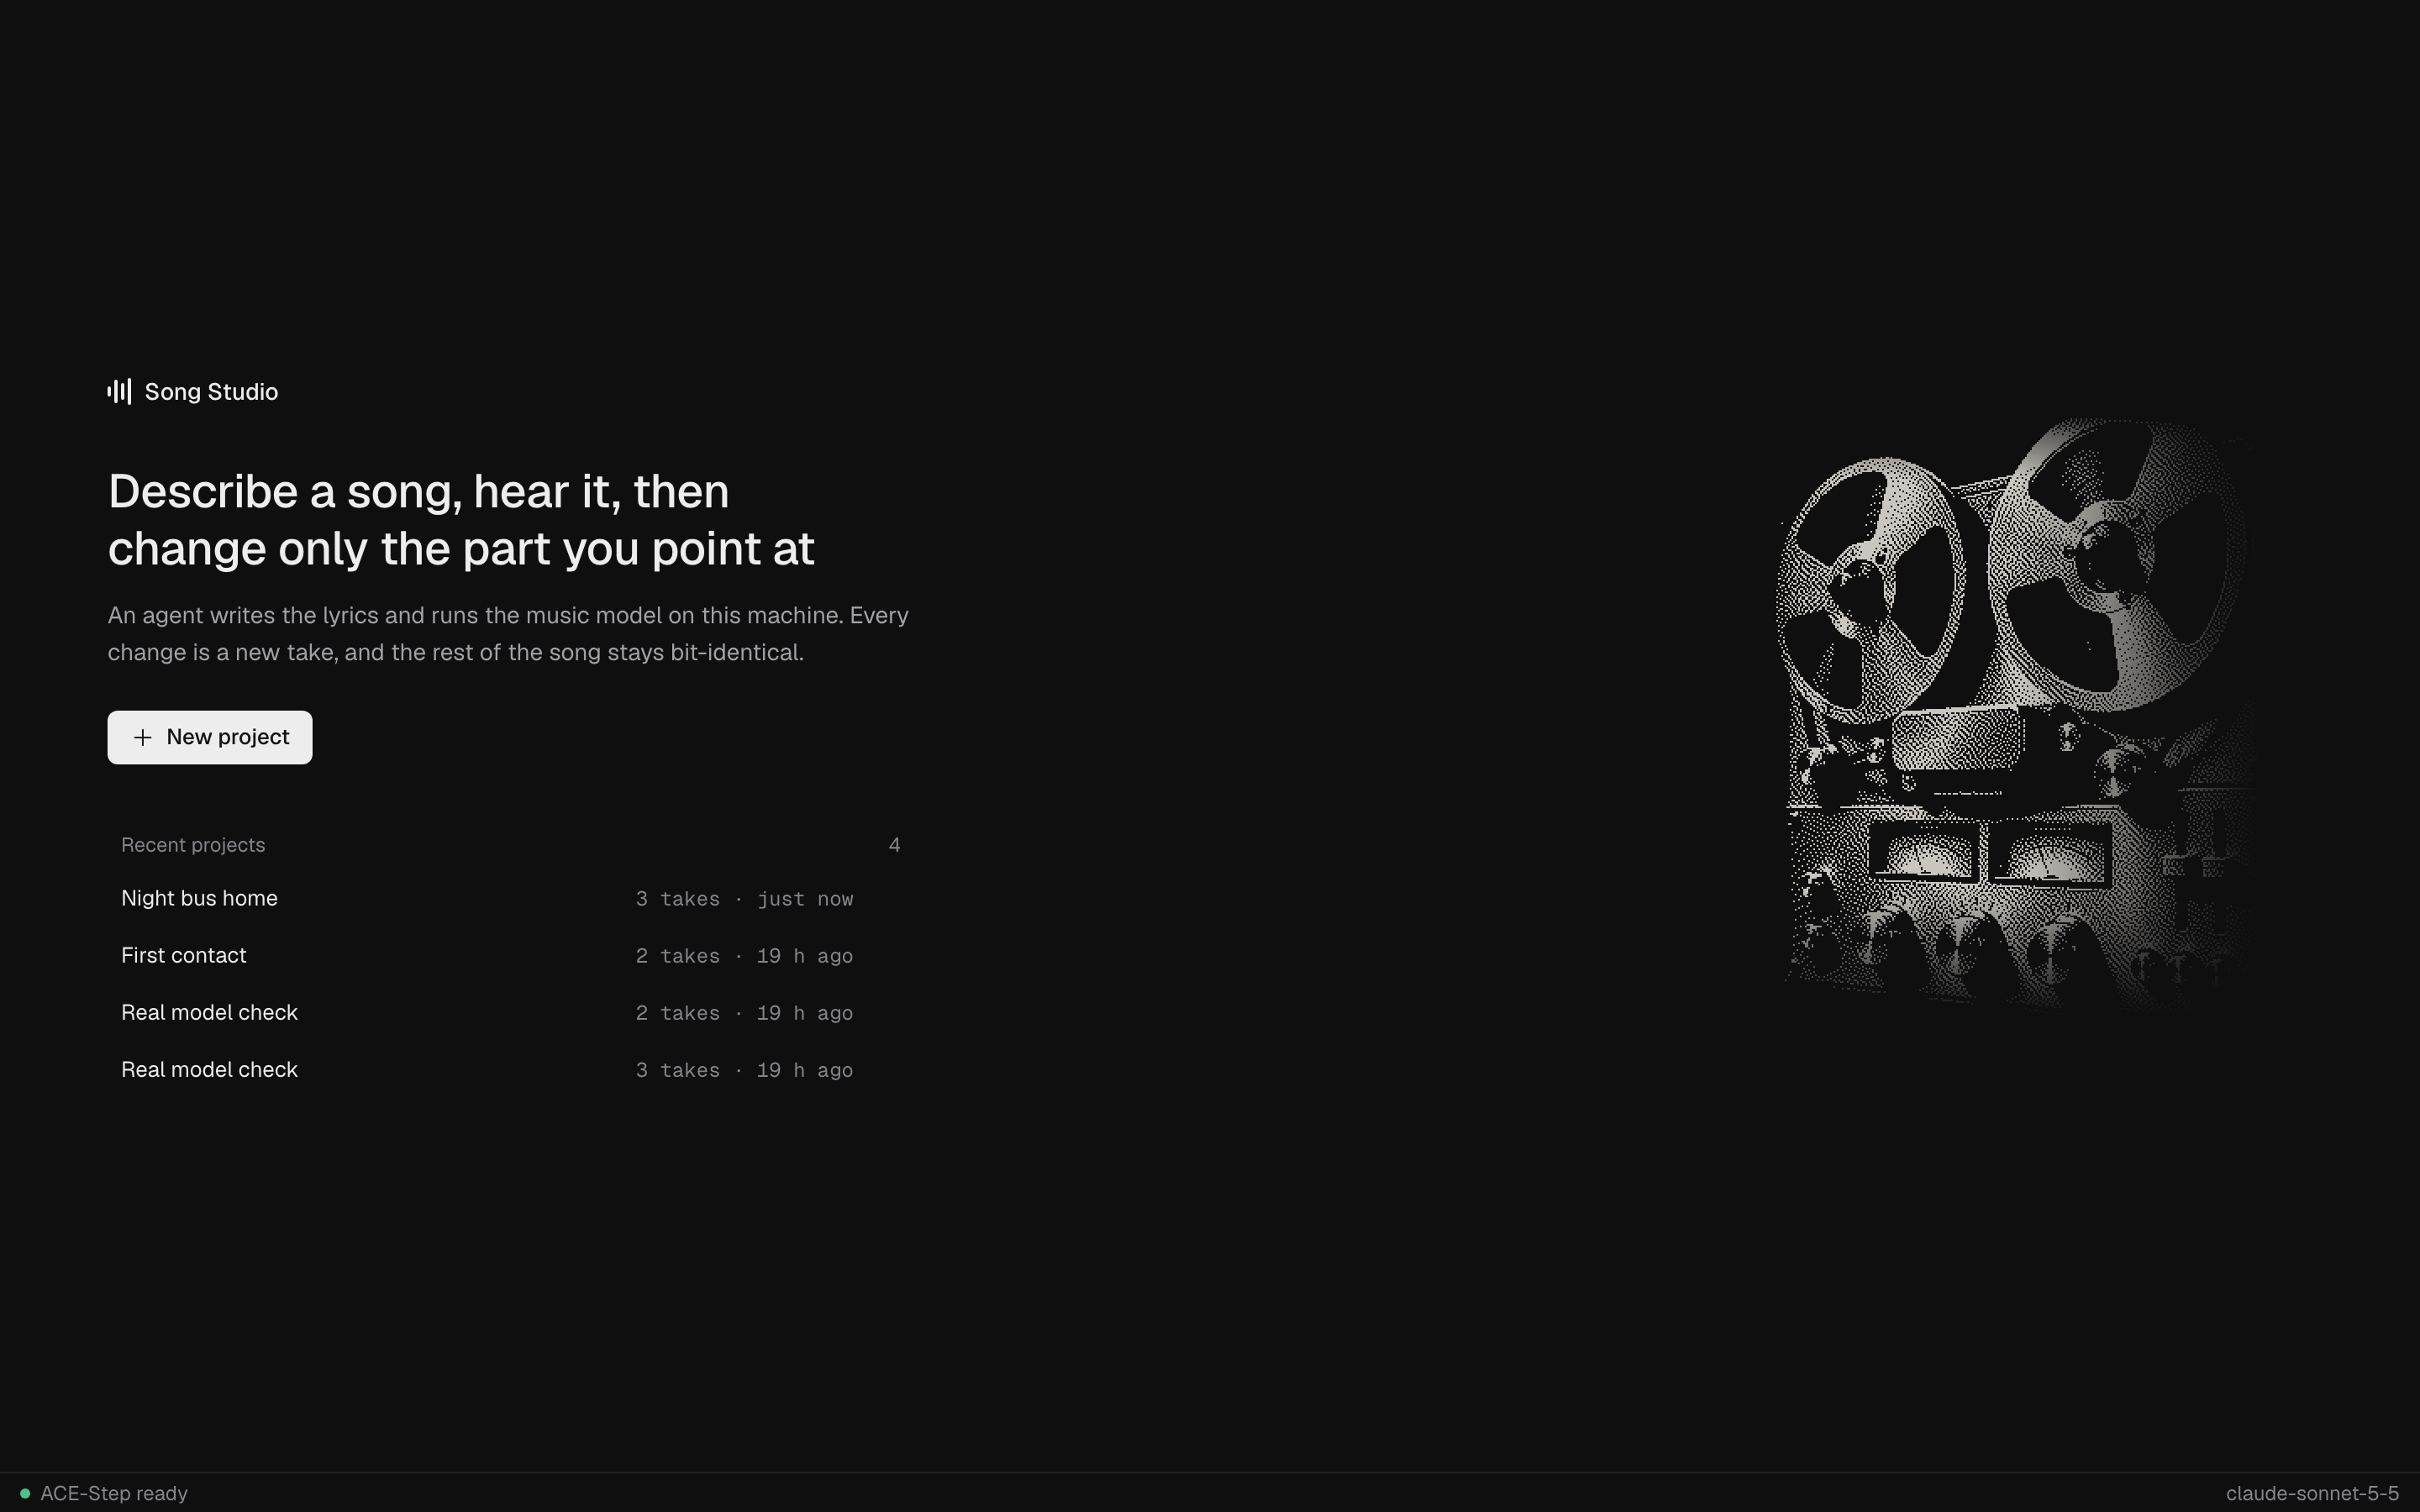 Song Studio
Describe a song, hear it, then
change only the part you point at
An agent writes the lyrics and runs the music model on this machine. Every
change is a new take, and the rest of the song stays bit-identical.
New project
Recent projects 4
Night bus home 3 takes · just now
First contact 2 takes · 19 h ago
Real model check 2 takes · 19 h ago
Real model check 3 takes · 19 h ago
ACE-Step ready claude-sonnet-5-5